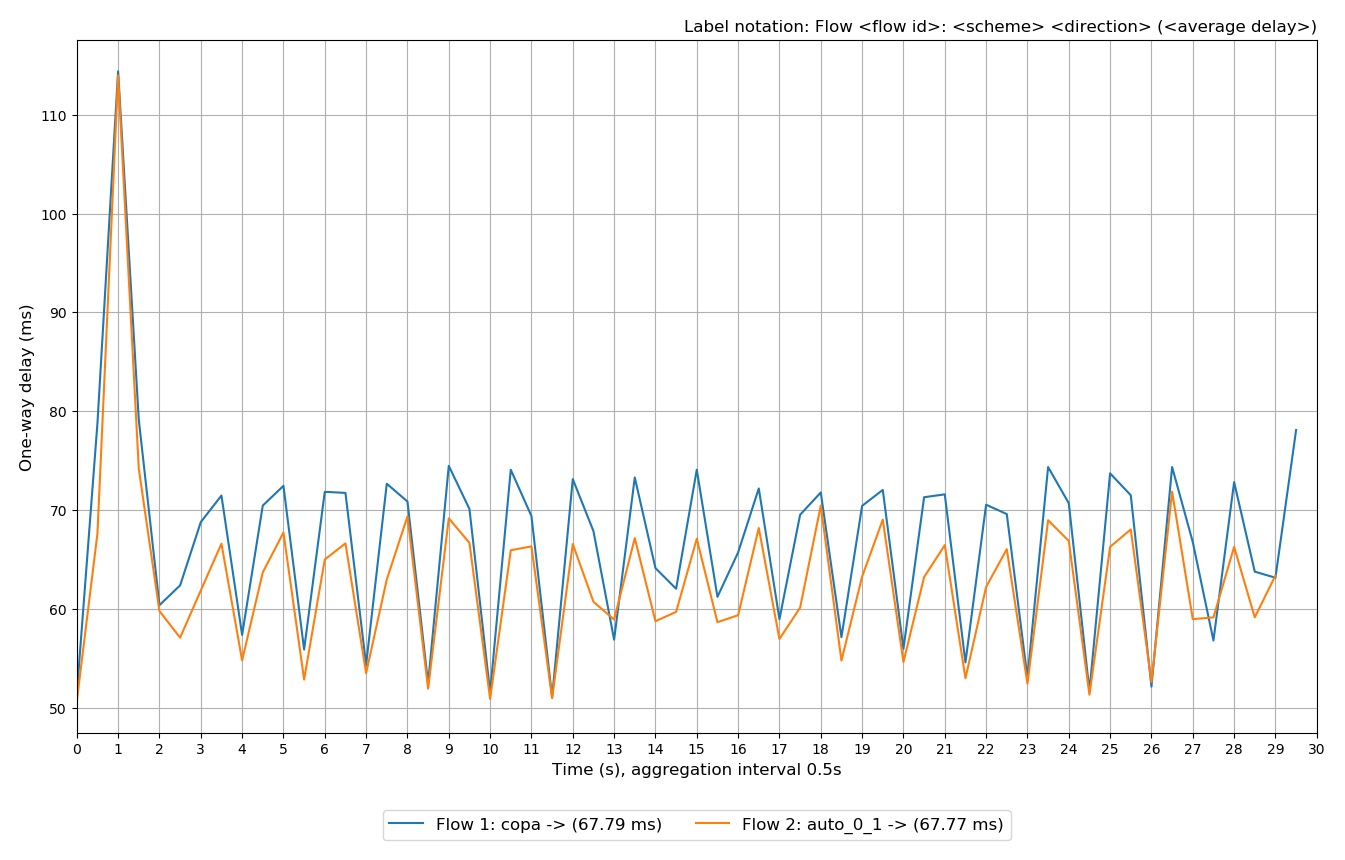 Label notation: Flow <flow id>: <scheme> <direction> (<average delay>)
One-way delay (ms)
110
100
90
80
70
60
50
0 1 2 3 4 5 6 7 8 9 10 11 12 13 14 15 16 17 18 19 20 21 22 23 24 25 26 27 28 29 30
Time (s), aggregation interval 0.5s
Flow 1: copa -> (67.79 ms) Flow 2: auto_0_1 -> (67.77 ms)